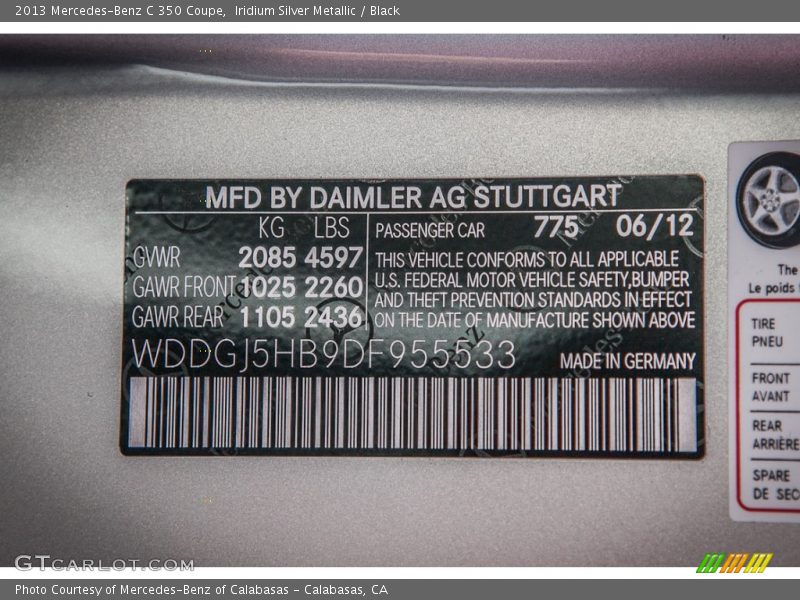 2013 Mercedes-Benz C 350 Coupe, Iridium Silver Metallic / Black
MFD BY DAIMLER AG STUTTGART
KG LBS
GWR 2085 4597
GAWR FRONT 1025 2260
GAWR REAR 1105 2436
PASSENGER CAR 775 06/12
THIS VEHICLE CONFORMS TO ALL APPLICABLE
U.S. FEDERAL MOTOR VEHICLE SAFETY,BUMPER
AND THEFT PREVENTION STANDARDS IN EFFECT
ON THE DATE OF MANUFACTURE SHOWN ABOVE
WDDGJ5HB9DF955533
MADE IN GERMANY
The
Le poids
TIRE
PNEU
FRONT
AVANT
REAR
ARRIÈRE
SPARE
DE SEC
GTCARLOT.COM
Photo Courtesy of Mercedes-Benz of Calabasas - Calabasas, CA